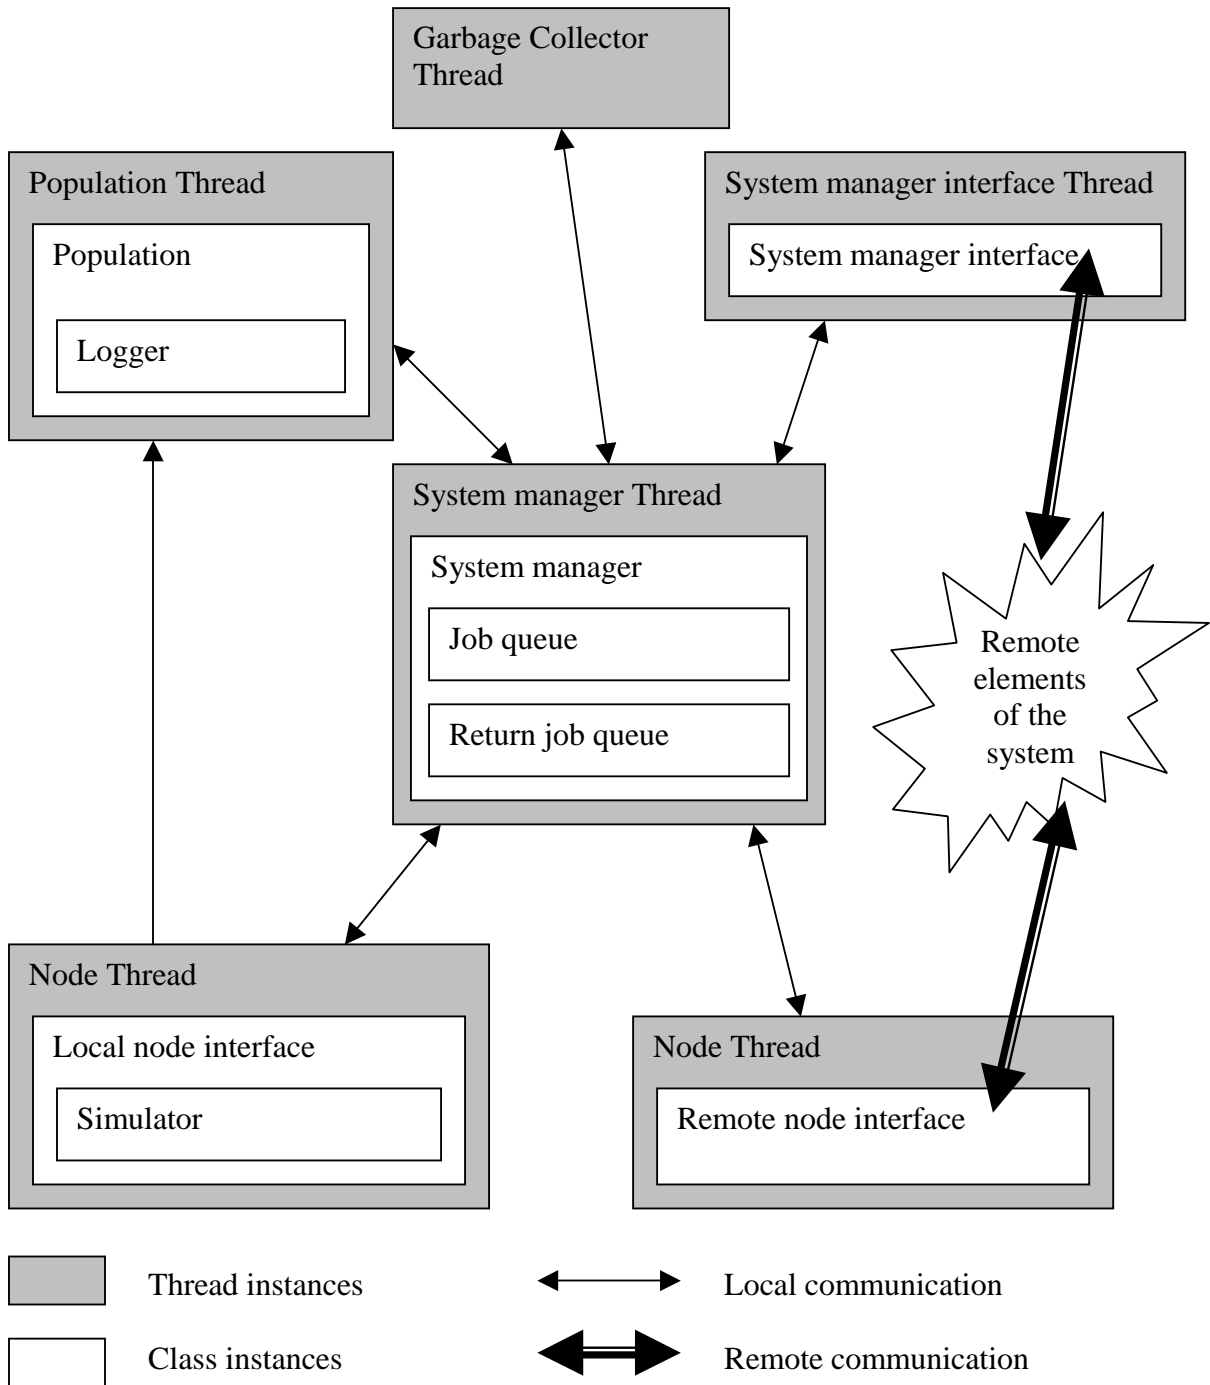 Garbage Collector
Thread
Population Thread
Population
Logger
System manager interface Thread
System manager interface
System manager Thread
System manager
Job queue
Return job queue
Remote
elements
of the
system
Node Thread
Local node interface
Simulator
Node Thread
Remote node interface
Thread instances
Local communication
Class instances
Remote communication